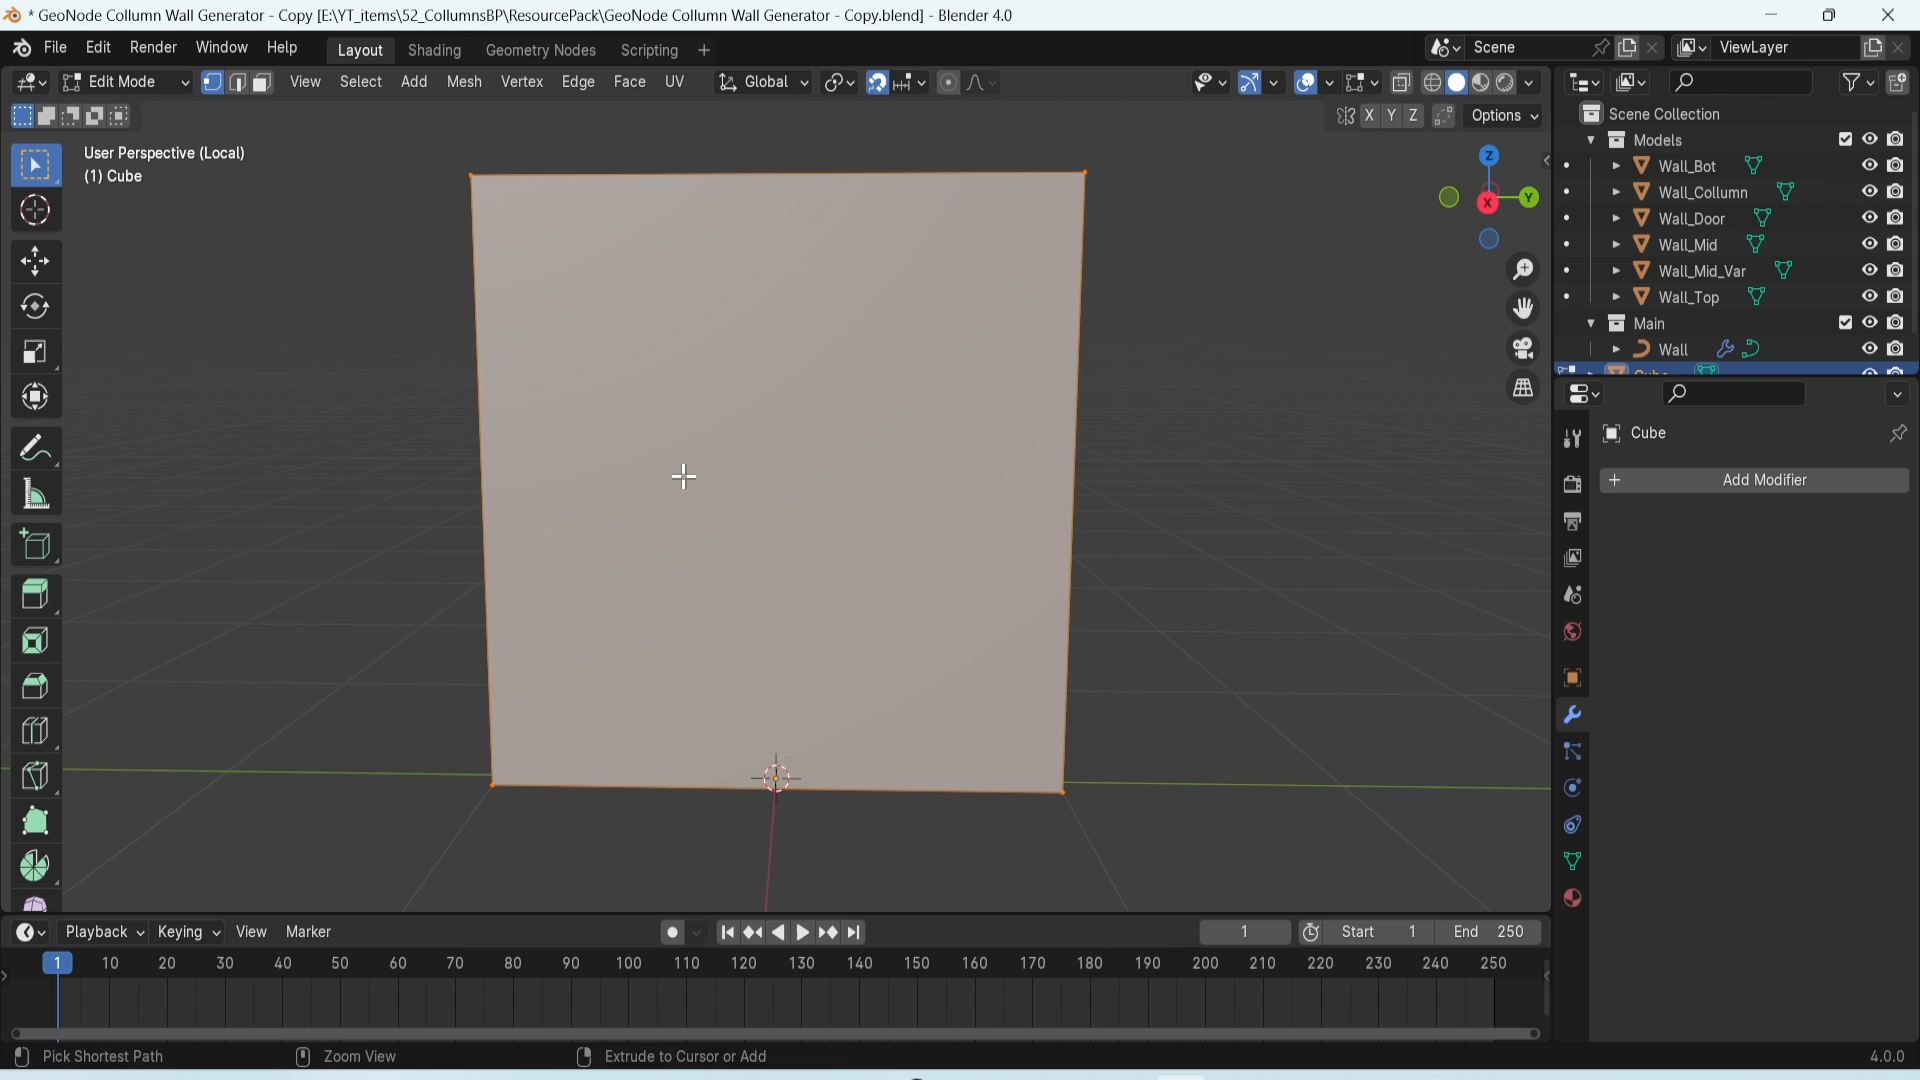 * GeoNode Collumn Wall Generator - Copy [E:\YT_items\52_CollumnsBP\ResourcePack\GeoNode Collumn Wall Generator - Copy.blend] - Blender 4.0
File Edit Render Window Help Layout Shading Geometry Nodes Scripting + Scene ViewLayer
Edit Mode View Select Add Mesh Vertex Edge Face UV Global
X Y Z Options
User Perspective (Local)
(1) Cube
Z
Y
X
Scene Collection
Models
Wall_Bot
Wall_Collumn
Wall_Door
Wall_Mid
Wall_Mid_Var
Wall_Top
Main
Wall
Cube
Cube
+ Add Modifier
Playback Keying View Marker 1 Start 1 End 250
1 10 20 30 40 50 60 70 80 90 100 110 120 130 140 150 160 170 180 190 200 210 220 230 240 250
Pick Shortest Path Zoom View Extrude to Cursor or Add 4.0.0